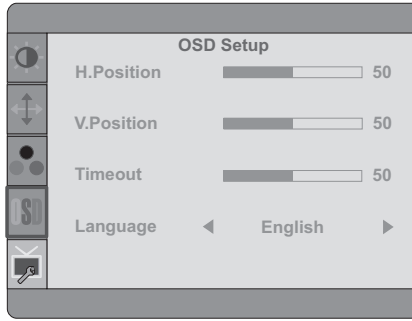 OSD Setup
H.Position 50
V.Position 50
Timeout 50
OSD
Language English